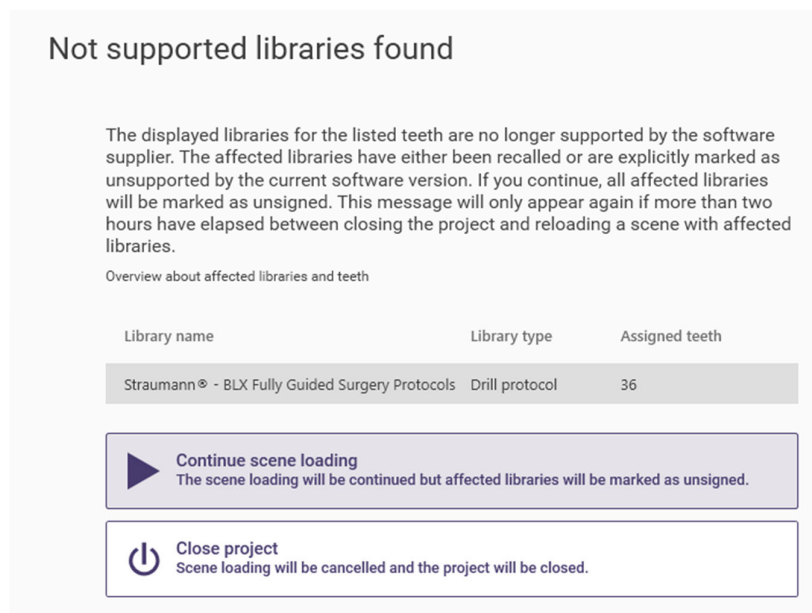 Not supported libraries found
The displayed libraries for the listed teeth are no longer supported by the software
supplier. The affected libraries have either been recalled or are explicitly marked as
unsupported by the current software version. If you continue, all affected libraries
will be marked as unsigned. This message will only appear again if more than two
hours have elapsed between closing the project and reloading a scene with affected
libraries.
Overview about affected libraries and teeth
Library name Library type Assigned teeth
Straumann® - BLX Fully Guided Surgery Protocols Drill protocol 36
Continue scene loading
The scene loading will be continued but affected libraries will be marked as unsigned.
Close project
Scene loading will be cancelled and the project will be closed.